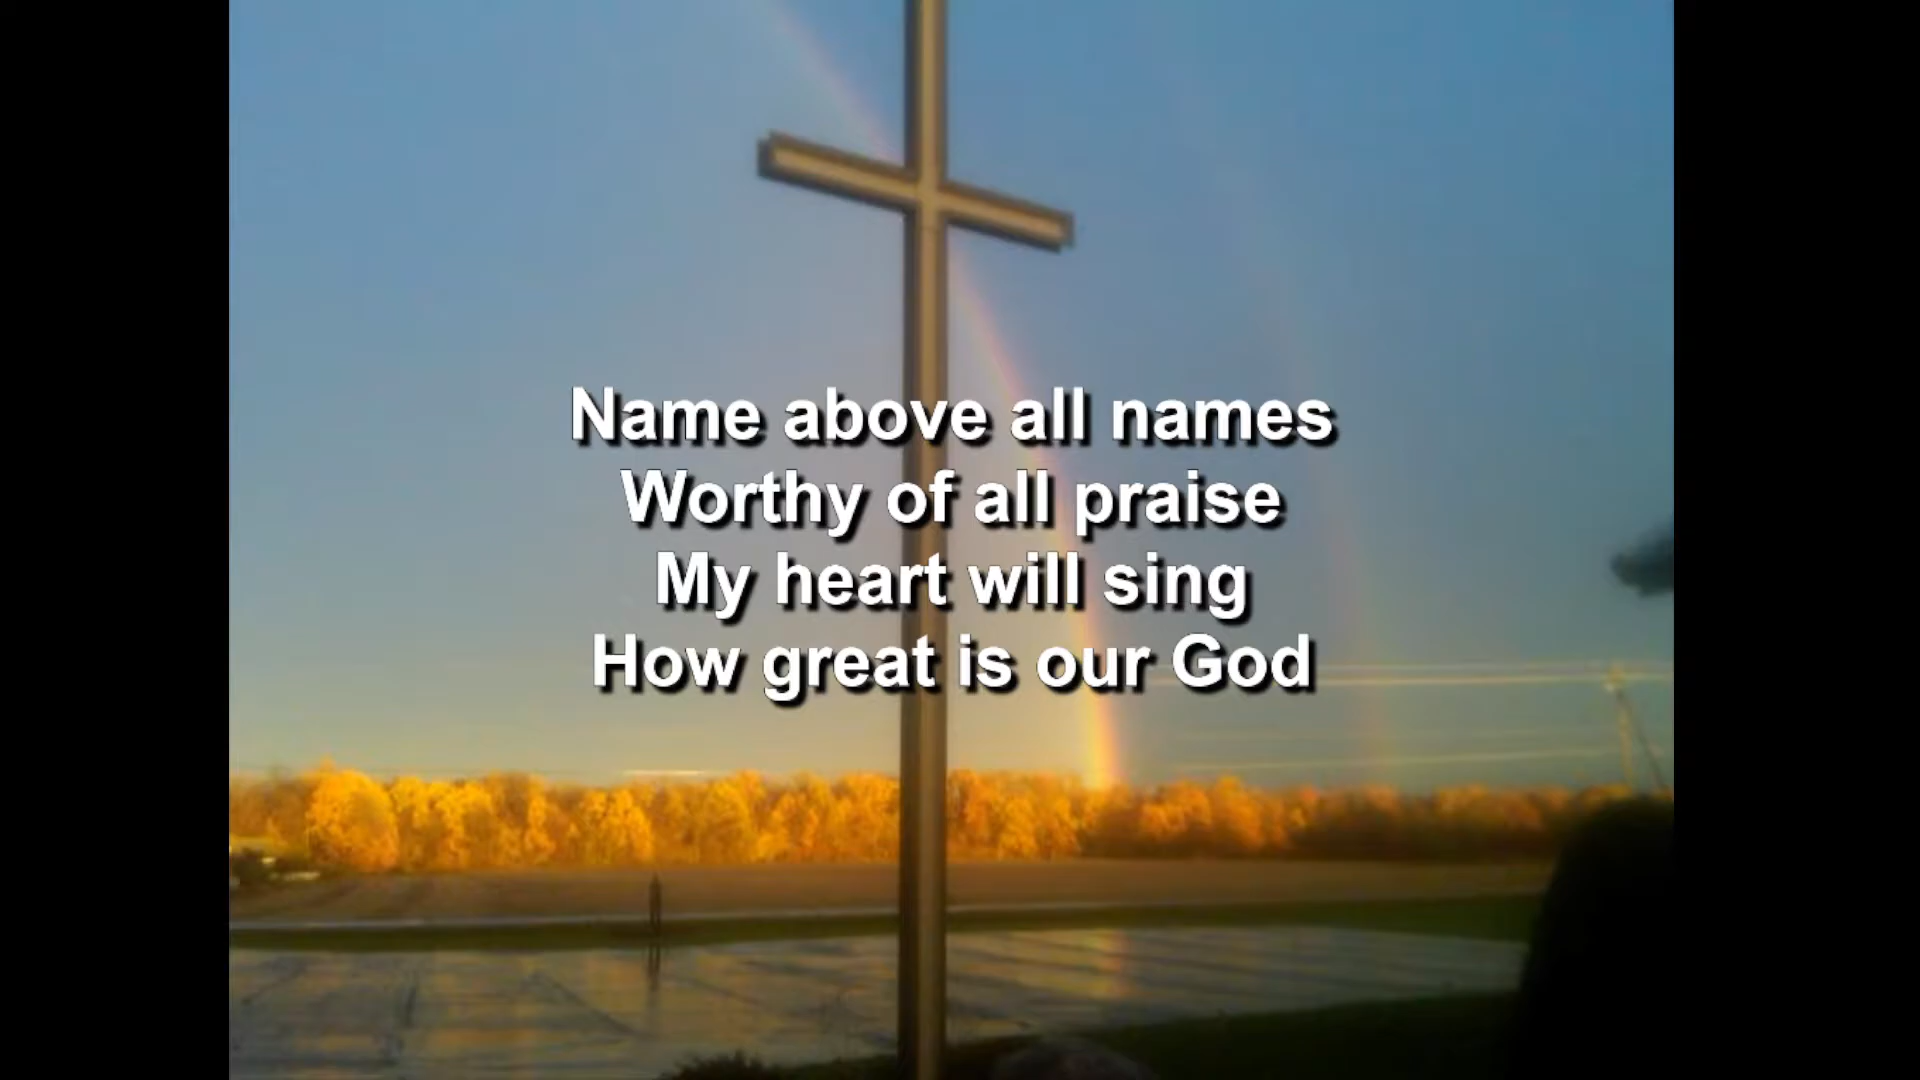 Name above all names
Worthy of all praise
My heart will sing
How great is our God